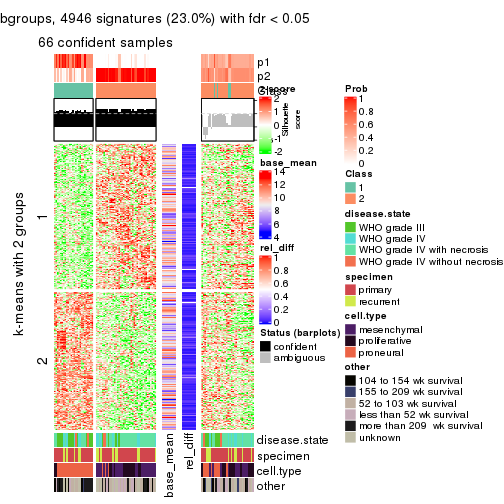 bgroups, 4946 signatures (23.0%) with fdr < 0.05
66 confident samples
p1
p2
Class
Silhouette
score
z-score
2
1
0
-1
-2
base_mean
14
12
10
8
6
4
rel_diff
1
0.8
0.6
0.4
0.2
0
Status (barplots)
confident
ambiguous
Prob
1
0.8
0.6
0.4
0.2
0
Class
1
2
disease.state
WHO grade III
WHO grade IV
WHO grade IV with necrosis
WHO grade IV without necrosis
specimen
primary
recurrent
cell.type
mesenchymal
proliferative
proneural
other
104 to 154 wk survival
155 to 209 wk survival
52 to 103 wk survival
less than 52 wk survival
more than 209 wk survival
unknown
k-means with 2 groups
1
2
disease.state
specimen
cell.type
other
base_mean
rel_diff